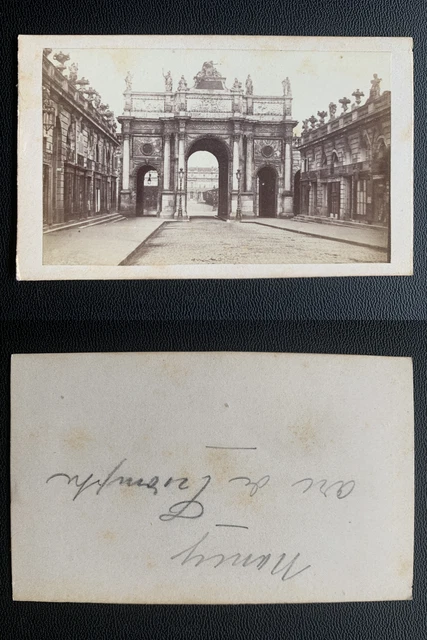 Nancy
arc de Triomphe